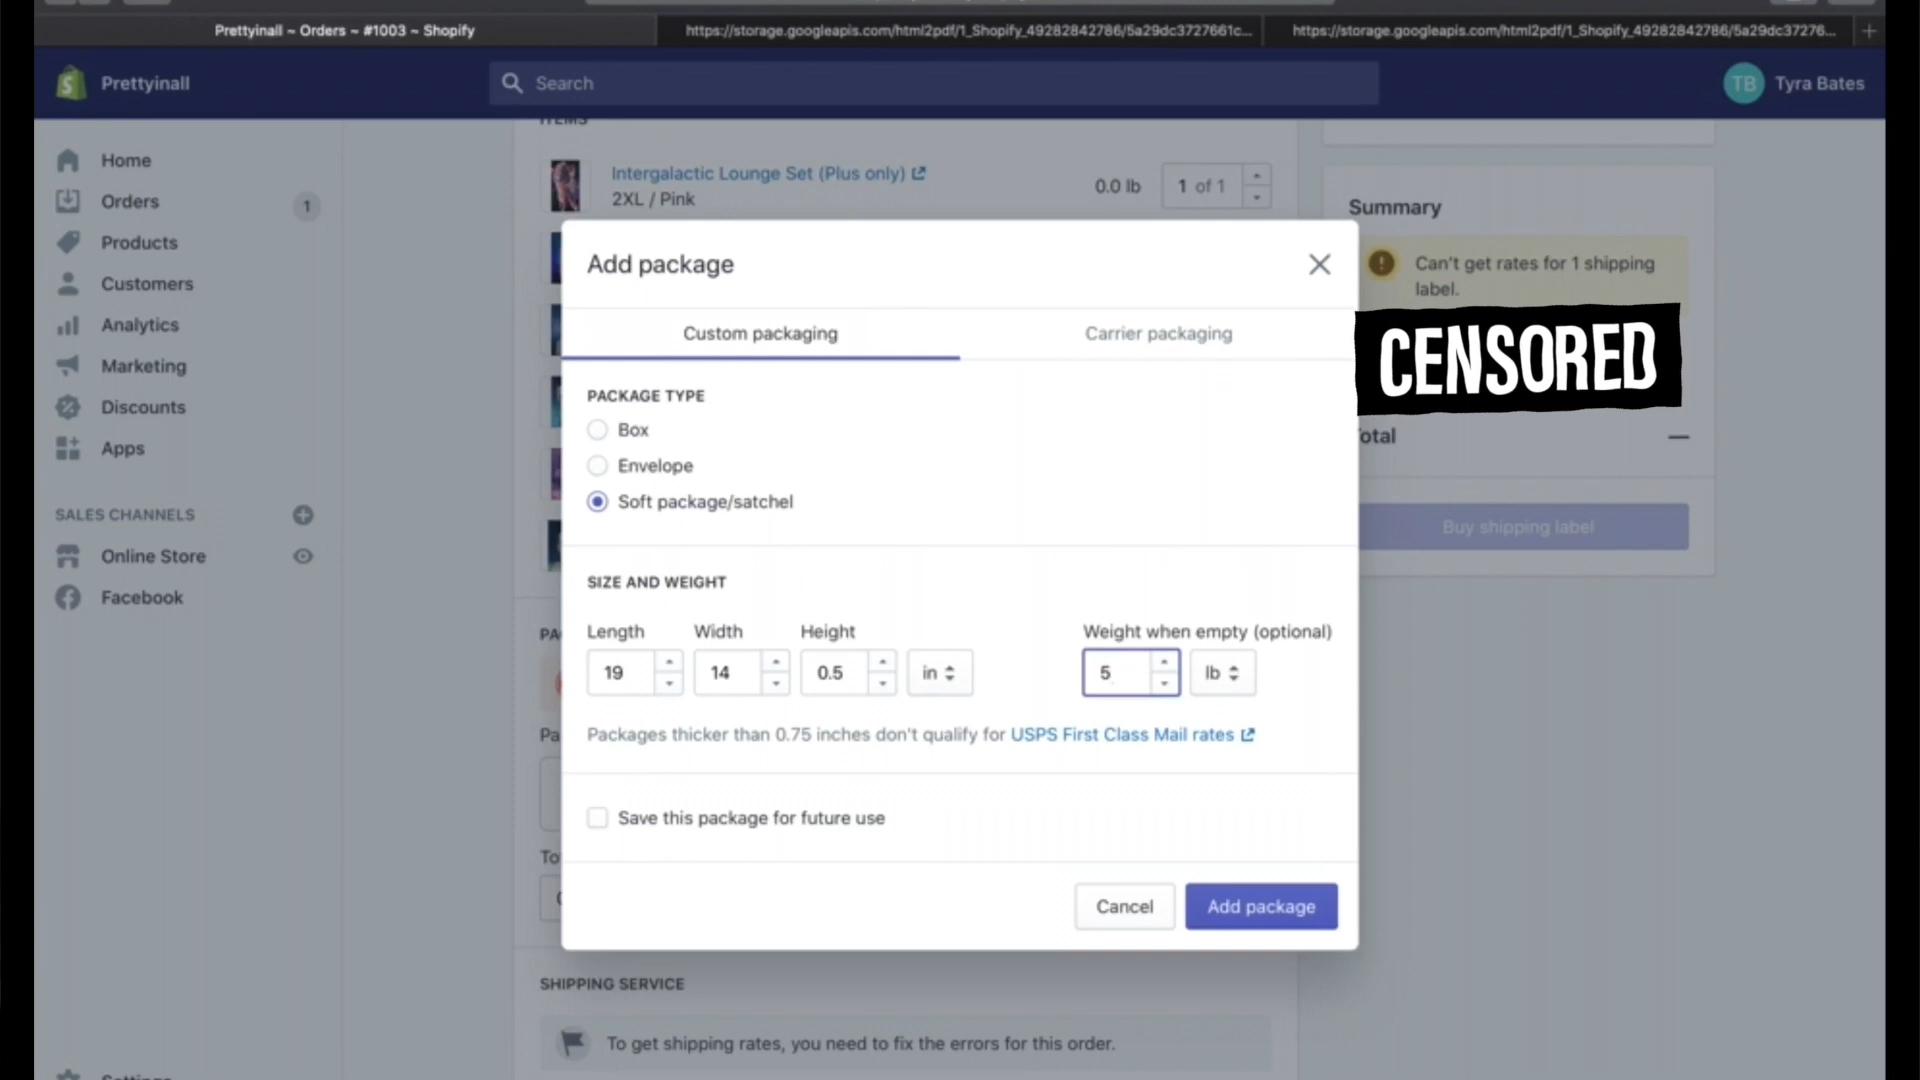 Prettyinall ~ Orders ~ #1003 ~ Shopify
https://storage.googleapis.com/html2pdf/1_Shopify_49282842786/5a29dc3727661c...
https://storage.googleapis.com/html2pdf/1_Shopify_49282842786/5a29dc37276...
Prettyinall
Search
TB
Tyra Bates
Home
Orders
1
Products
Customers
Analytics
Marketing
Discounts
Apps
SALES CHANNELS
Online Store
Facebook
ITEMS
Intergalactic Lounge Set (Plus only)
2XL / Pink
0.0 lb
1 of 1
Summary
Can't get rates for 1 shipping
label.
CENSORED
otal
—
Buy shipping label
Add package
Custom packaging
Carrier packaging
PACKAGE TYPE
Box
Envelope
Soft package/satchel
SIZE AND WEIGHT
Length
Width
Height
Weight when empty (optional)
19
14
0.5
in
5
lb
Packages thicker than 0.75 inches don't qualify for USPS First Class Mail rates
Save this package for future use
Cancel
Add package
PA
Pa
To
SHIPPING SERVICE
To get shipping rates, you need to fix the errors for this order.